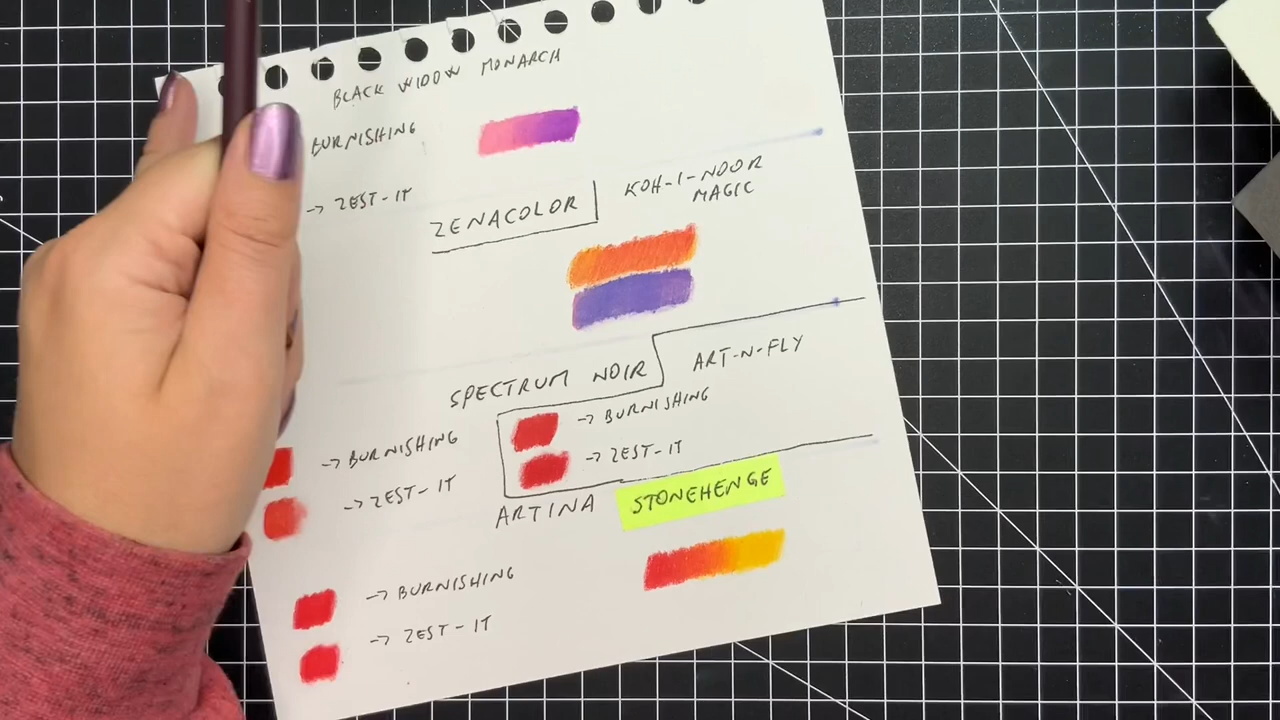 BLACK WIDOW MONARCH
BURNISHING
→ ZEST-IT
ZENACOLOR
KOH-I-NOOR
MAGIC
SPECTRUM NOIR
ART-N-FLY
→ BURNISHING
→ ZEST-IT
→ BURNISHING
→ ZEST-IT
ARTINA
STONEHENGE
→ BURNISHING
→ ZEST-IT